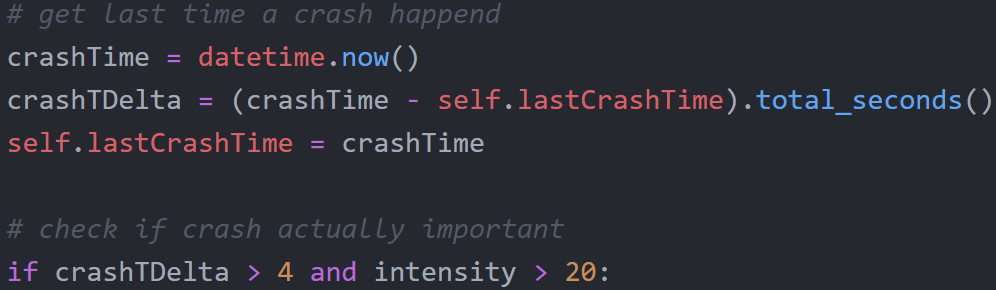 # get last time a crash happend
crashTime = datetime.now()
crashTDelta = (crashTime - self.lastCrashTime).total_seconds()
self.lastCrashTime = crashTime
# check if crash actually important
if crashTDelta > 4 and intensity > 20: